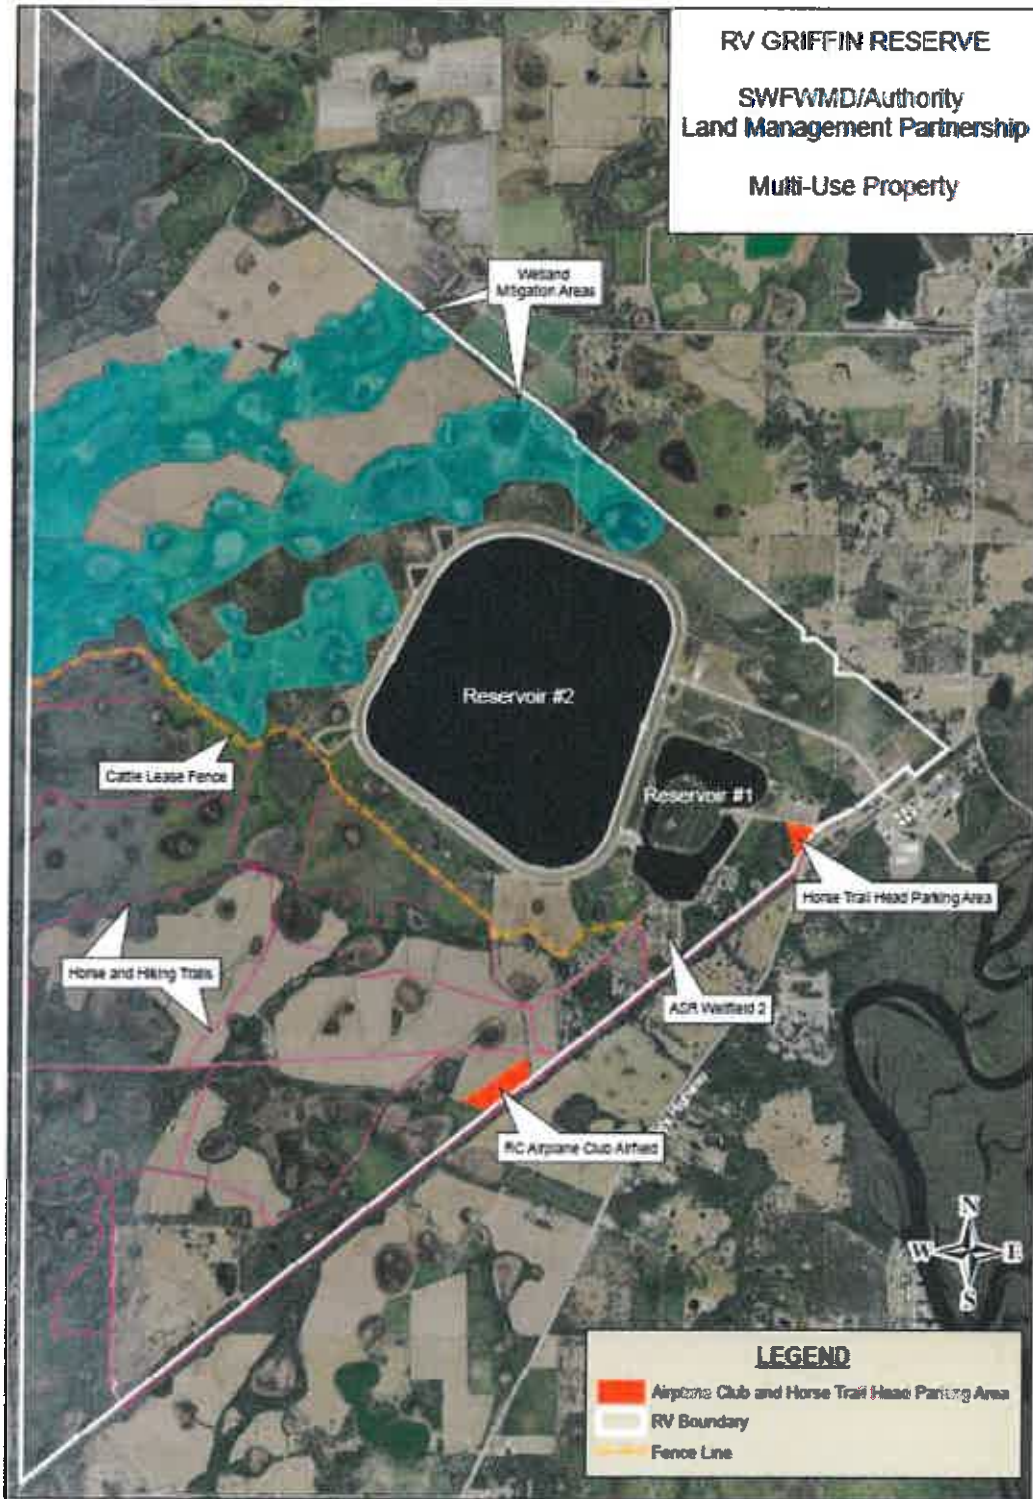 RV GRIFFIN RESERVE
SWFWMD/Authority
Land Management Partnership
Multi-Use Property
Wetland
Mitigation Areas
Reservoir #2
Cattle Lease Fence
Reservoir #1
Horse Trail Head Parking Area
Horse and Hiking Trails
ASR Wellfield 2
RC Airplane Club Airfield
N
W
E
S
LEGEND
Airplane Club and Horse Trail Head Parking Area
RV Boundary
Fence Line